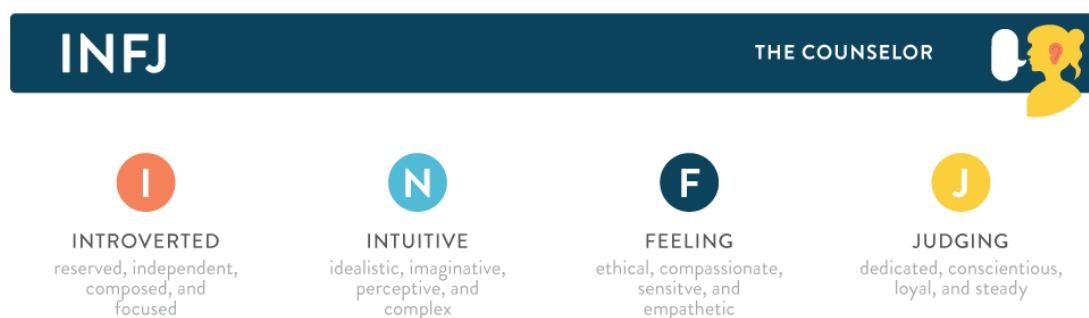 INFJ
THE COUNSELOR
I
INTROVERTED
reserved, independent,
composed, and
focused
N
INTUITIVE
idealistic, imaginative,
perceptive, and
complex
F
FEELING
ethical, compassionate,
sensitve, and
empathetic
J
JUDGING
dedicated, conscientious,
loyal, and steady